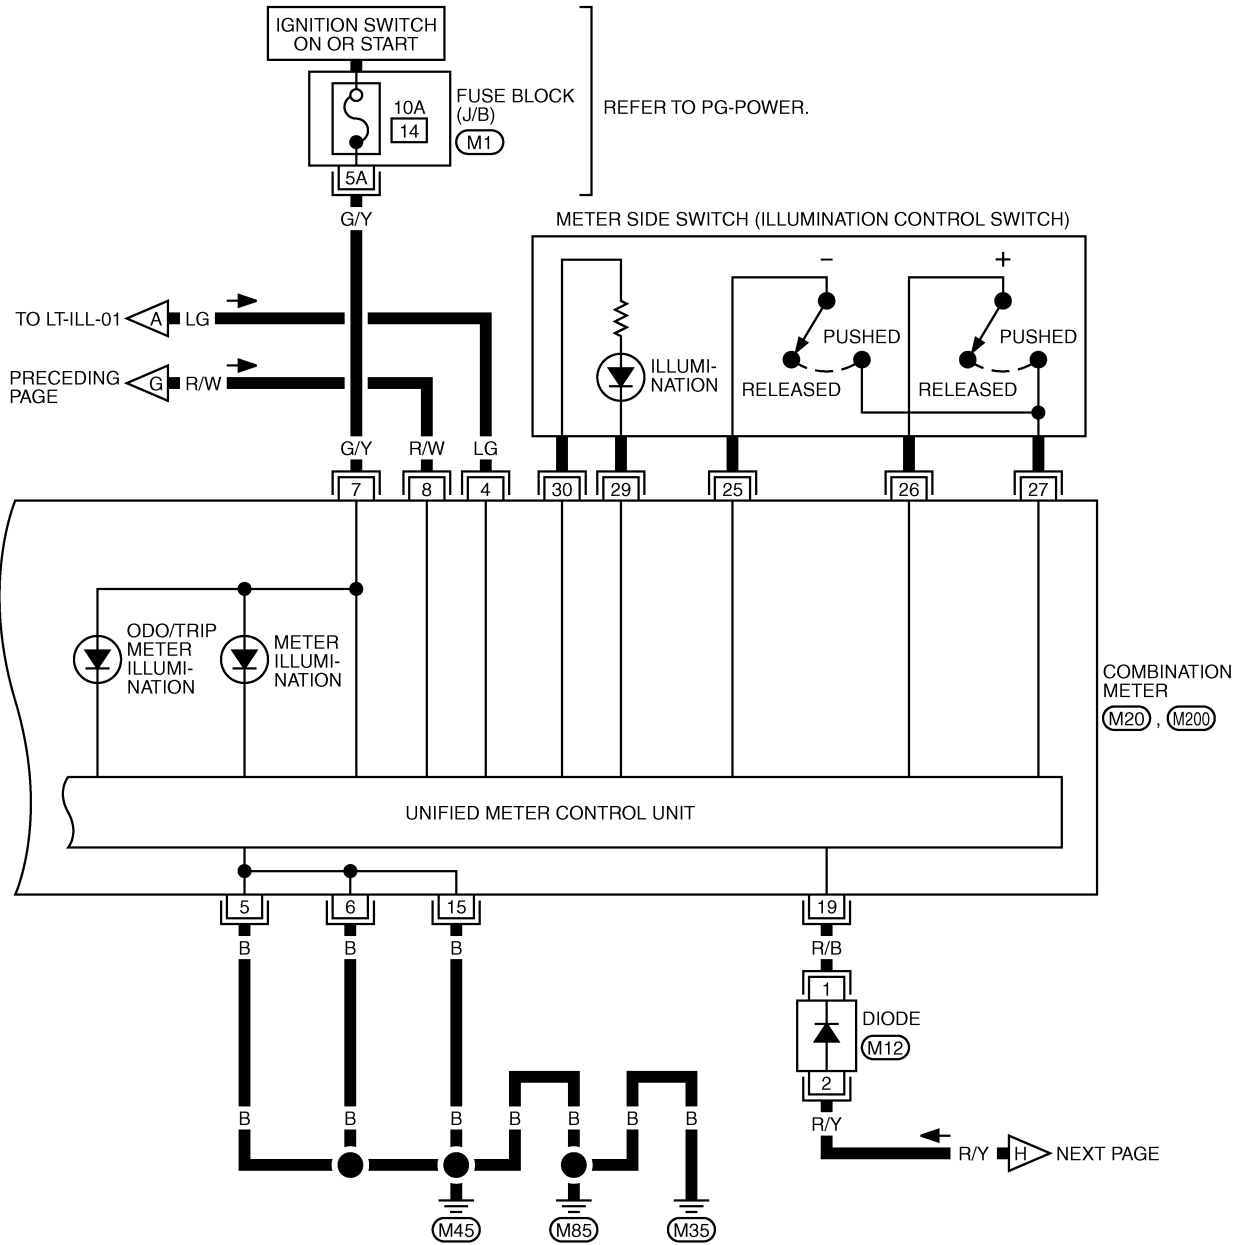 IGNITION SWITCH
ON OR START
10A
14
5A
FUSE BLOCK
(J/B)
M1
REFER TO PG-POWER.
G/Y
METER SIDE SWITCH (ILLUMINATION CONTROL SWITCH)
− +
TO LT-ILL-01 A LG
PRECEDING
PAGE
G R/W
ILLUMI-
NATION
PUSHED
RELEASED
PUSHED
RELEASED
G/Y R/W LG
7 8 4 30 29 25 26 27
ODO/TRIP
METER
ILLUMI-
NATION
METER
ILLUMI-
NATION
COMBINATION
METER
M20 , M200
UNIFIED METER CONTROL UNIT
5 6 15 19
B B B R/B
1
DIODE
M12
2
R/Y
B B B B B B B
R/Y H NEXT PAGE
M45 M85 M35